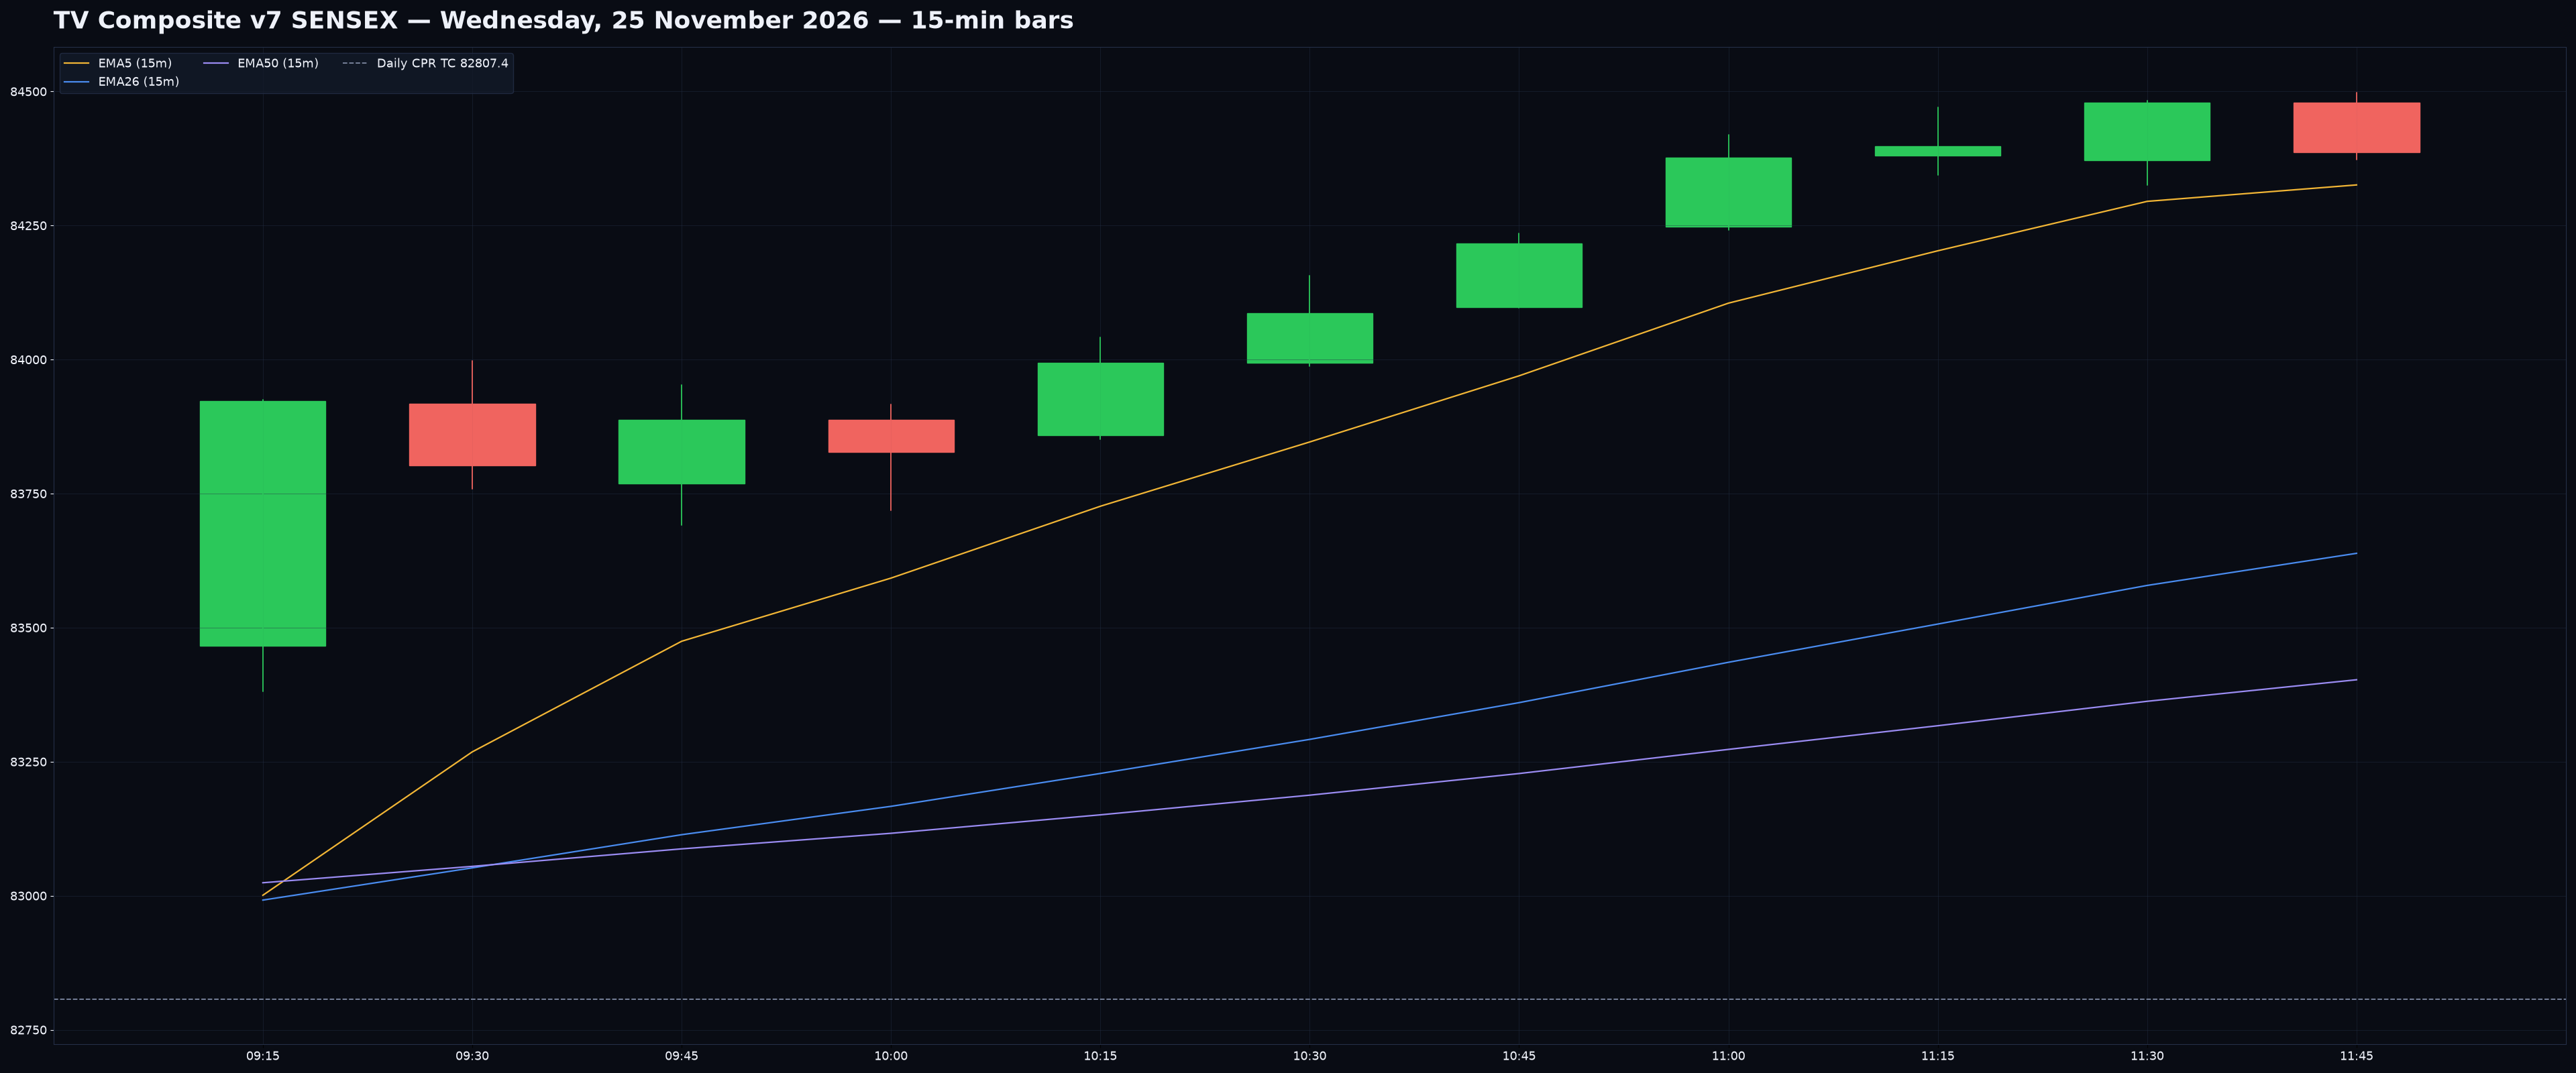 TV Composite v7 SENSEX — Wednesday, 25 November 2026 — 15-min bars
EMA5 (15m) EMA50 (15m) Daily CPR TC 82807.4
EMA26 (15m)
84500
84250
84000
83750
83500
83250
83000
82750
09:15 09:30 09:45 10:00 10:15 10:30 10:45 11:00 11:15 11:30 11:45